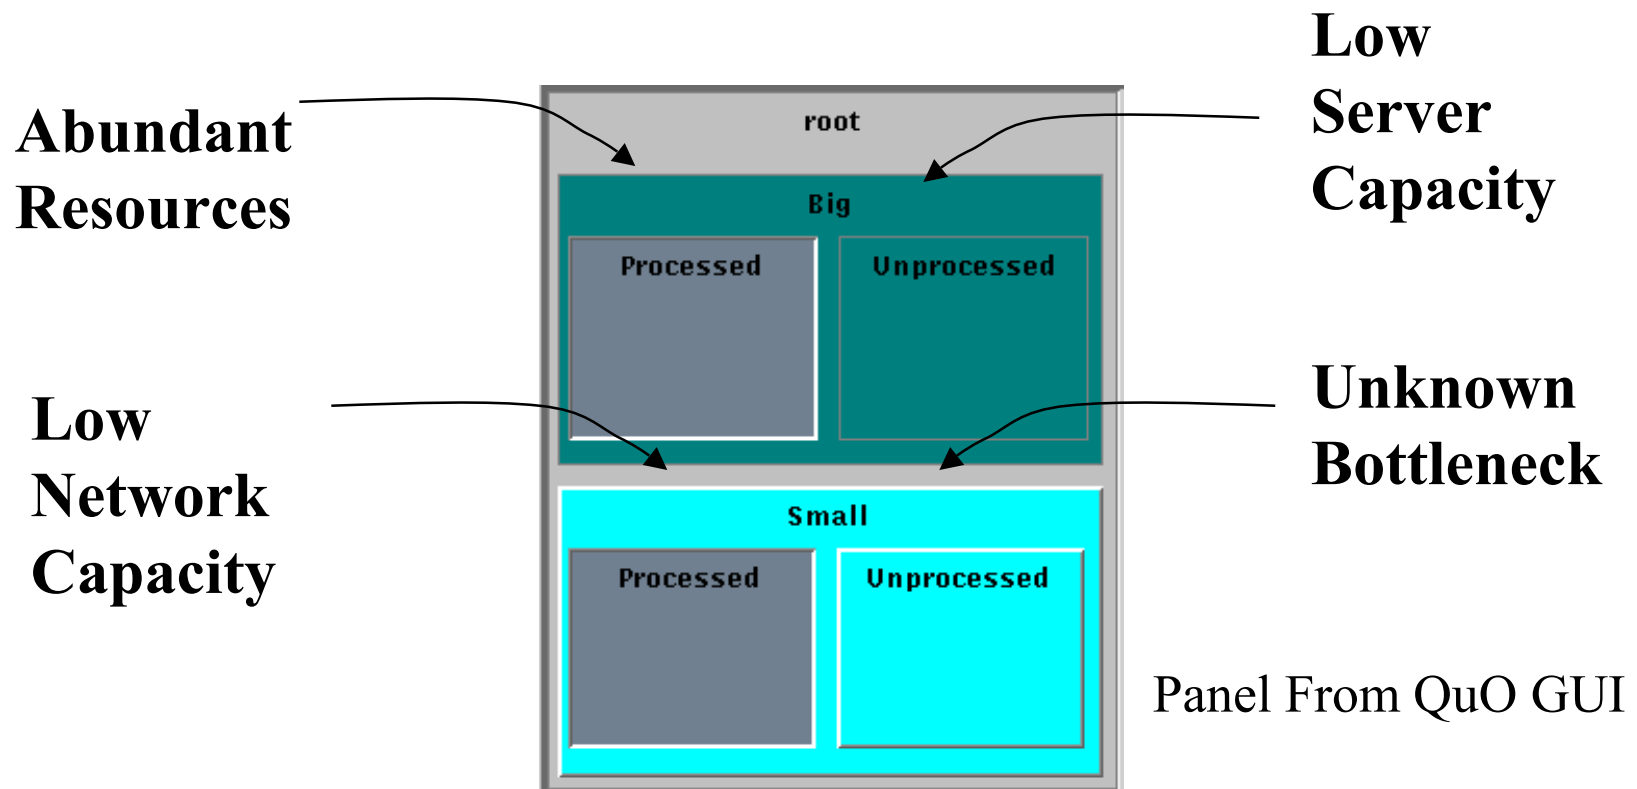 Abundant
Resources
Low
Server
Capacity
root
Big
Processed Unprocessed
Low
Network
Capacity
Unknown
Bottleneck
Small
Processed Unprocessed
Panel From QuO GUI